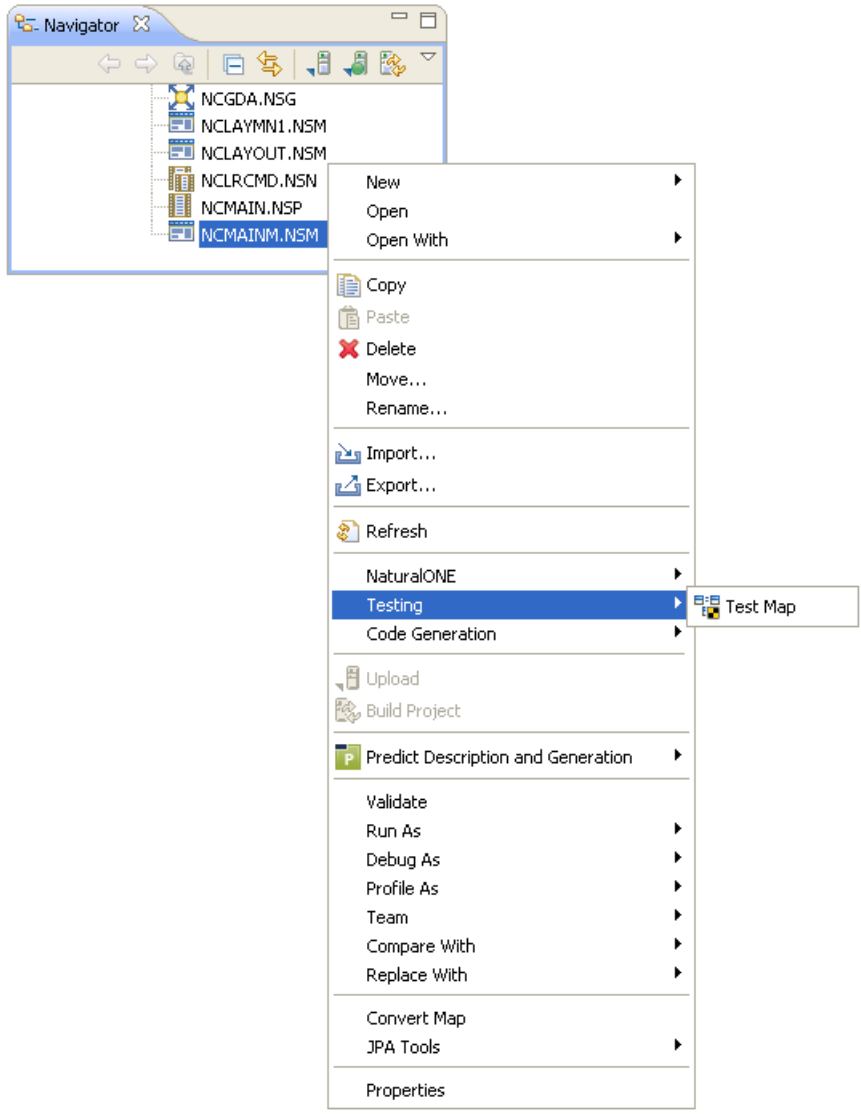 Navigator
NCGDA.NSG
NCLAYMN1.NSM
NCLAYOUT.NSM
NCLRCMD.NSN
NCMAIN.NSP
NCMAINM.NSM
New
Open
Open With
Copy
Paste
Delete
Move...
Rename...
Import...
Export...
Refresh
NaturalONE
Testing
Test Map
Code Generation
Upload
Build Project
P Predict Description and Generation
Validate
Run As
Debug As
Profile As
Team
Compare With
Replace With
Convert Map
JPA Tools
Properties